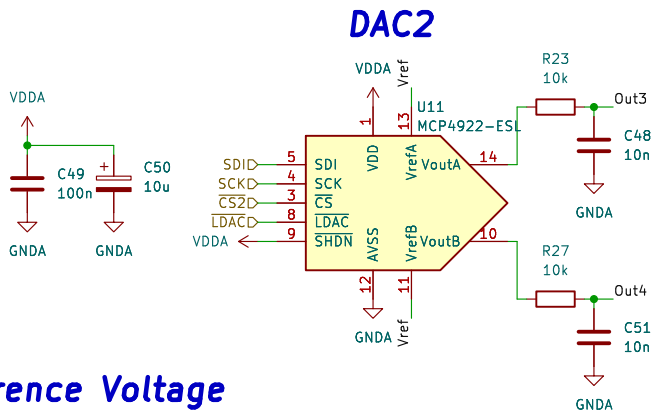 DAC2
VDDA
C49
100n
GNDA
C50
10u
GNDA
VDDA
Vref
U11
MCP4922-ESL
1
13
SDI
SCK
CS2
LDAC
VDDA
5
4
3
8
9
SDI
SCK
CS
LDAC
SHDN
VDD
VrefA
VoutA
AVSS
VrefB
VoutB
14
10
12
11
GNDA
Vref
R23
10k
Out3
C48
10n
GNDA
R27
10k
Out4
C51
10n
GNDA
rence Voltage